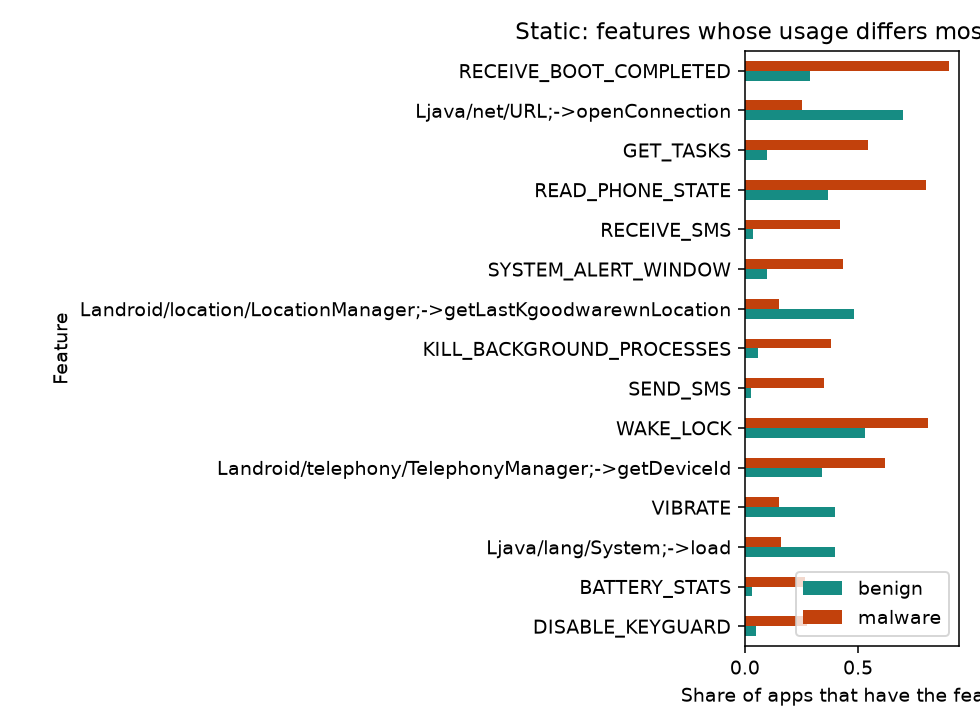 Static: features whose usage differs mos
RECEIVE_BOOT_COMPLETED
Ljava/net/URL;->openConnection
GET_TASKS
READ_PHONE_STATE
RECEIVE_SMS
SYSTEM_ALERT_WINDOW
Landroid/location/LocationManager;->getLastKgoodwarewnLocation
KILL_BACKGROUND_PROCESSES
SEND_SMS
WAKE_LOCK
Landroid/telephony/TelephonyManager;->getDeviceId
VIBRATE
Ljava/lang/System;->load
BATTERY_STATS
DISABLE_KEYGUARD
Feature
benign
malware
0.0 0.5
Share of apps that have the fea